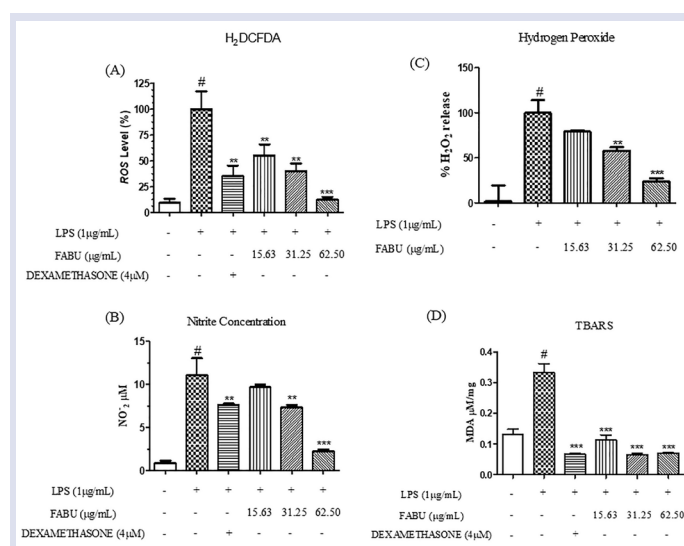 H₂DCFDA
(A)
ROS Level (%)
125
100
75
50
25
0
#
**
**
**
***
LPS (1µg/mL) - + + + + +
FABU (µg/mL) - - - 15.63 31.25 62.50
DEXAMETHASONE (4µM) - - + - - -
Hydrogen Peroxide
(C)
% H₂O₂ release
150
100
50
0
#
**
***
LPS (1µg/mL) - + + + +
FABU (µg/mL) - - 15.63 31.25 62.50
(B)
Nitrite Concentration
NO⁻₂ µM
15
10
5
0
#
**
**
***
LPS (1µg/mL) - + + + + +
FABU (µg/mL) - - - 15.63 31.25 62.50
DEXAMETHASONE (4µM) - - + - - -
(D)
TBARS
MDA µM/mg
0.4
0.3
0.2
0.1
0.0
#
***
***
***
***
LPS (1µg/mL) - + + + + +
FABU (µg/mL) - - - 15.63 31.25 62.50
DEXAMETHASONE (4µM) - - + - - -